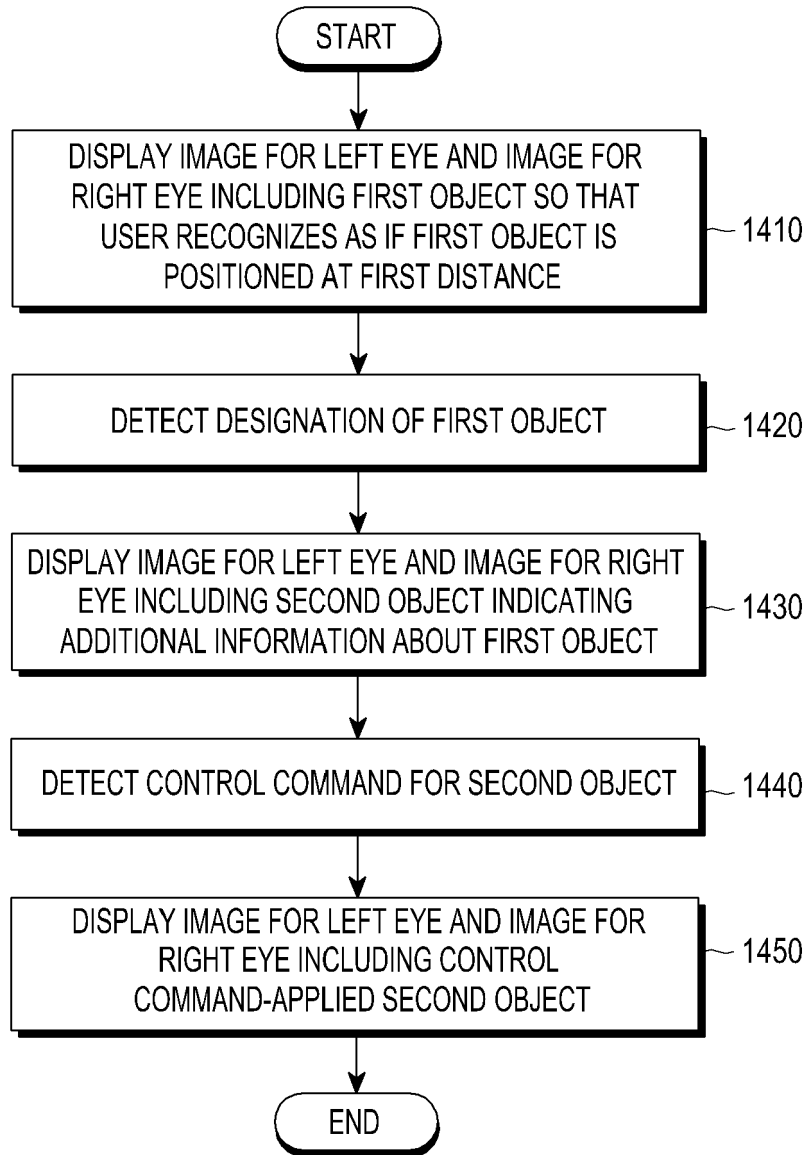 START
DISPLAY IMAGE FOR LEFT EYE AND IMAGE FOR
RIGHT EYE INCLUDING FIRST OBJECT SO THAT
USER RECOGNIZES AS IF FIRST OBJECT IS
POSITIONED AT FIRST DISTANCE
1410
DETECT DESIGNATION OF FIRST OBJECT
1420
DISPLAY IMAGE FOR LEFT EYE AND IMAGE FOR RIGHT
EYE INCLUDING SECOND OBJECT INDICATING
ADDITIONAL INFORMATION ABOUT FIRST OBJECT
1430
DETECT CONTROL COMMAND FOR SECOND OBJECT
1440
DISPLAY IMAGE FOR LEFT EYE AND IMAGE FOR
RIGHT EYE INCLUDING CONTROL
COMMAND-APPLIED SECOND OBJECT
1450
END